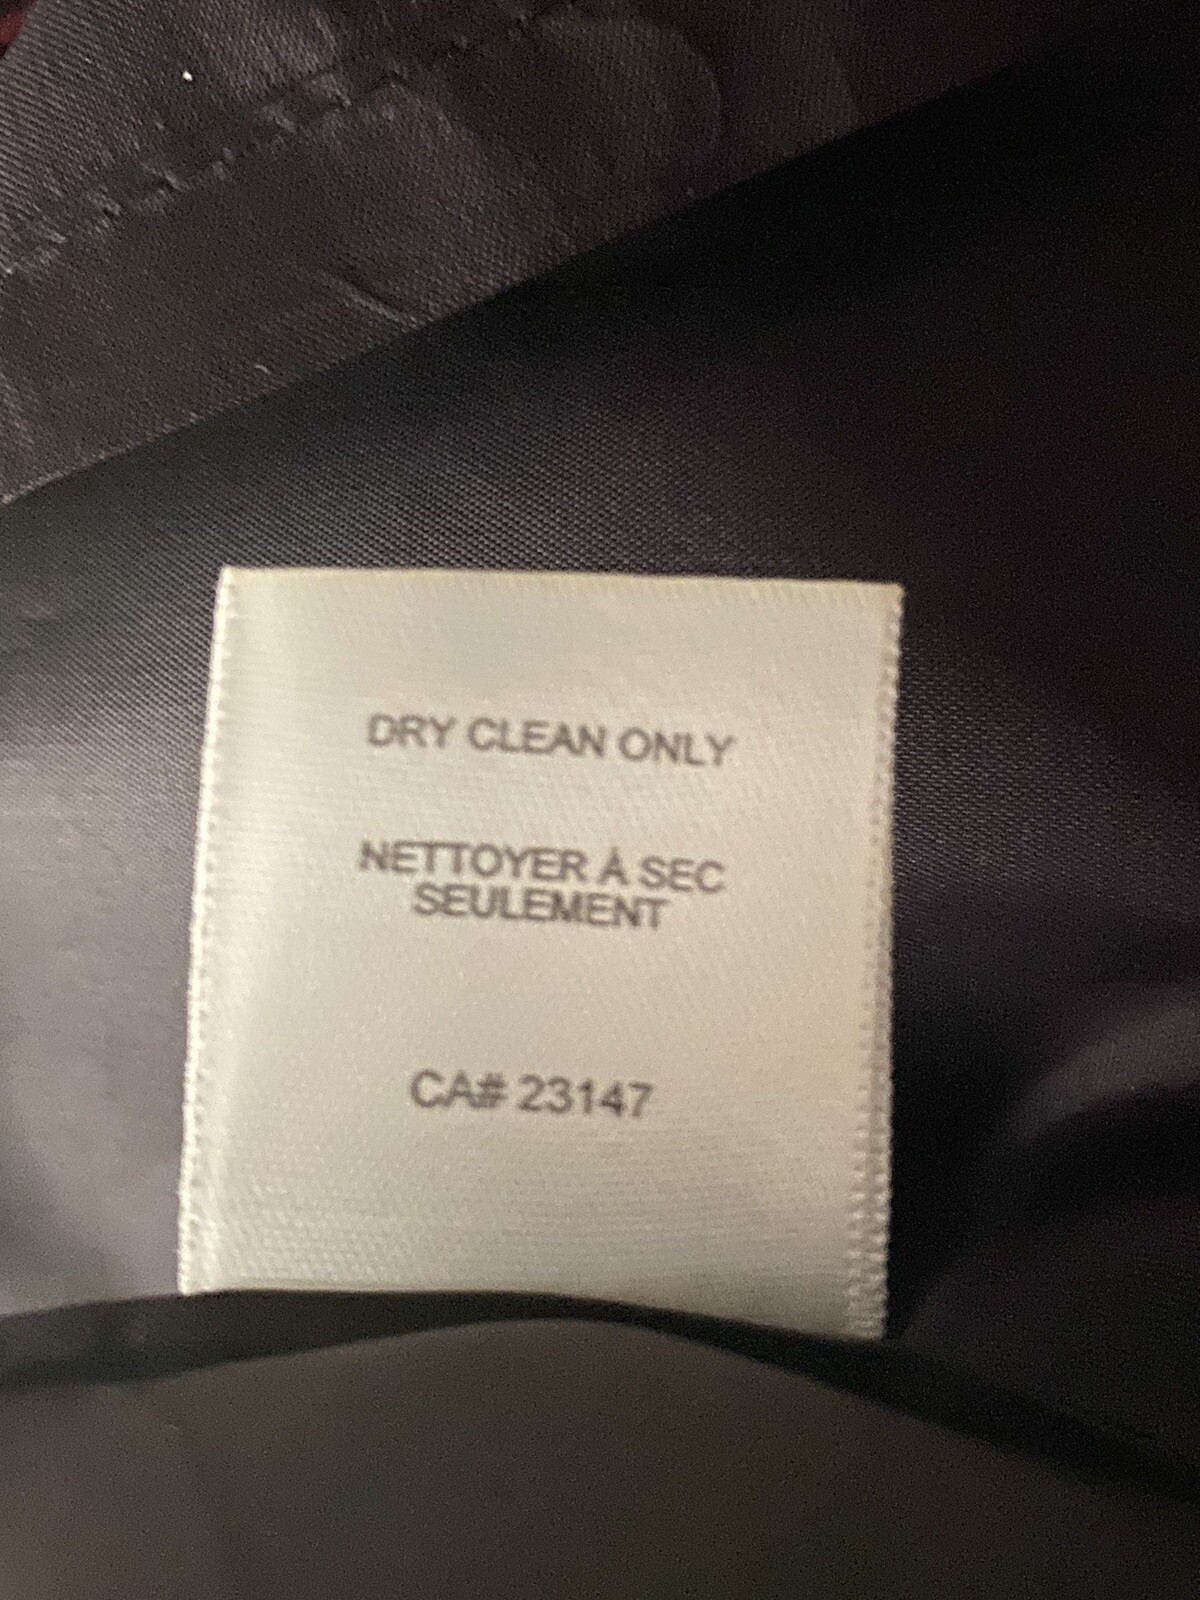 DRY CLEAN ONLY
NETTOYER À SEC
SEULEMENT
CA# 23147